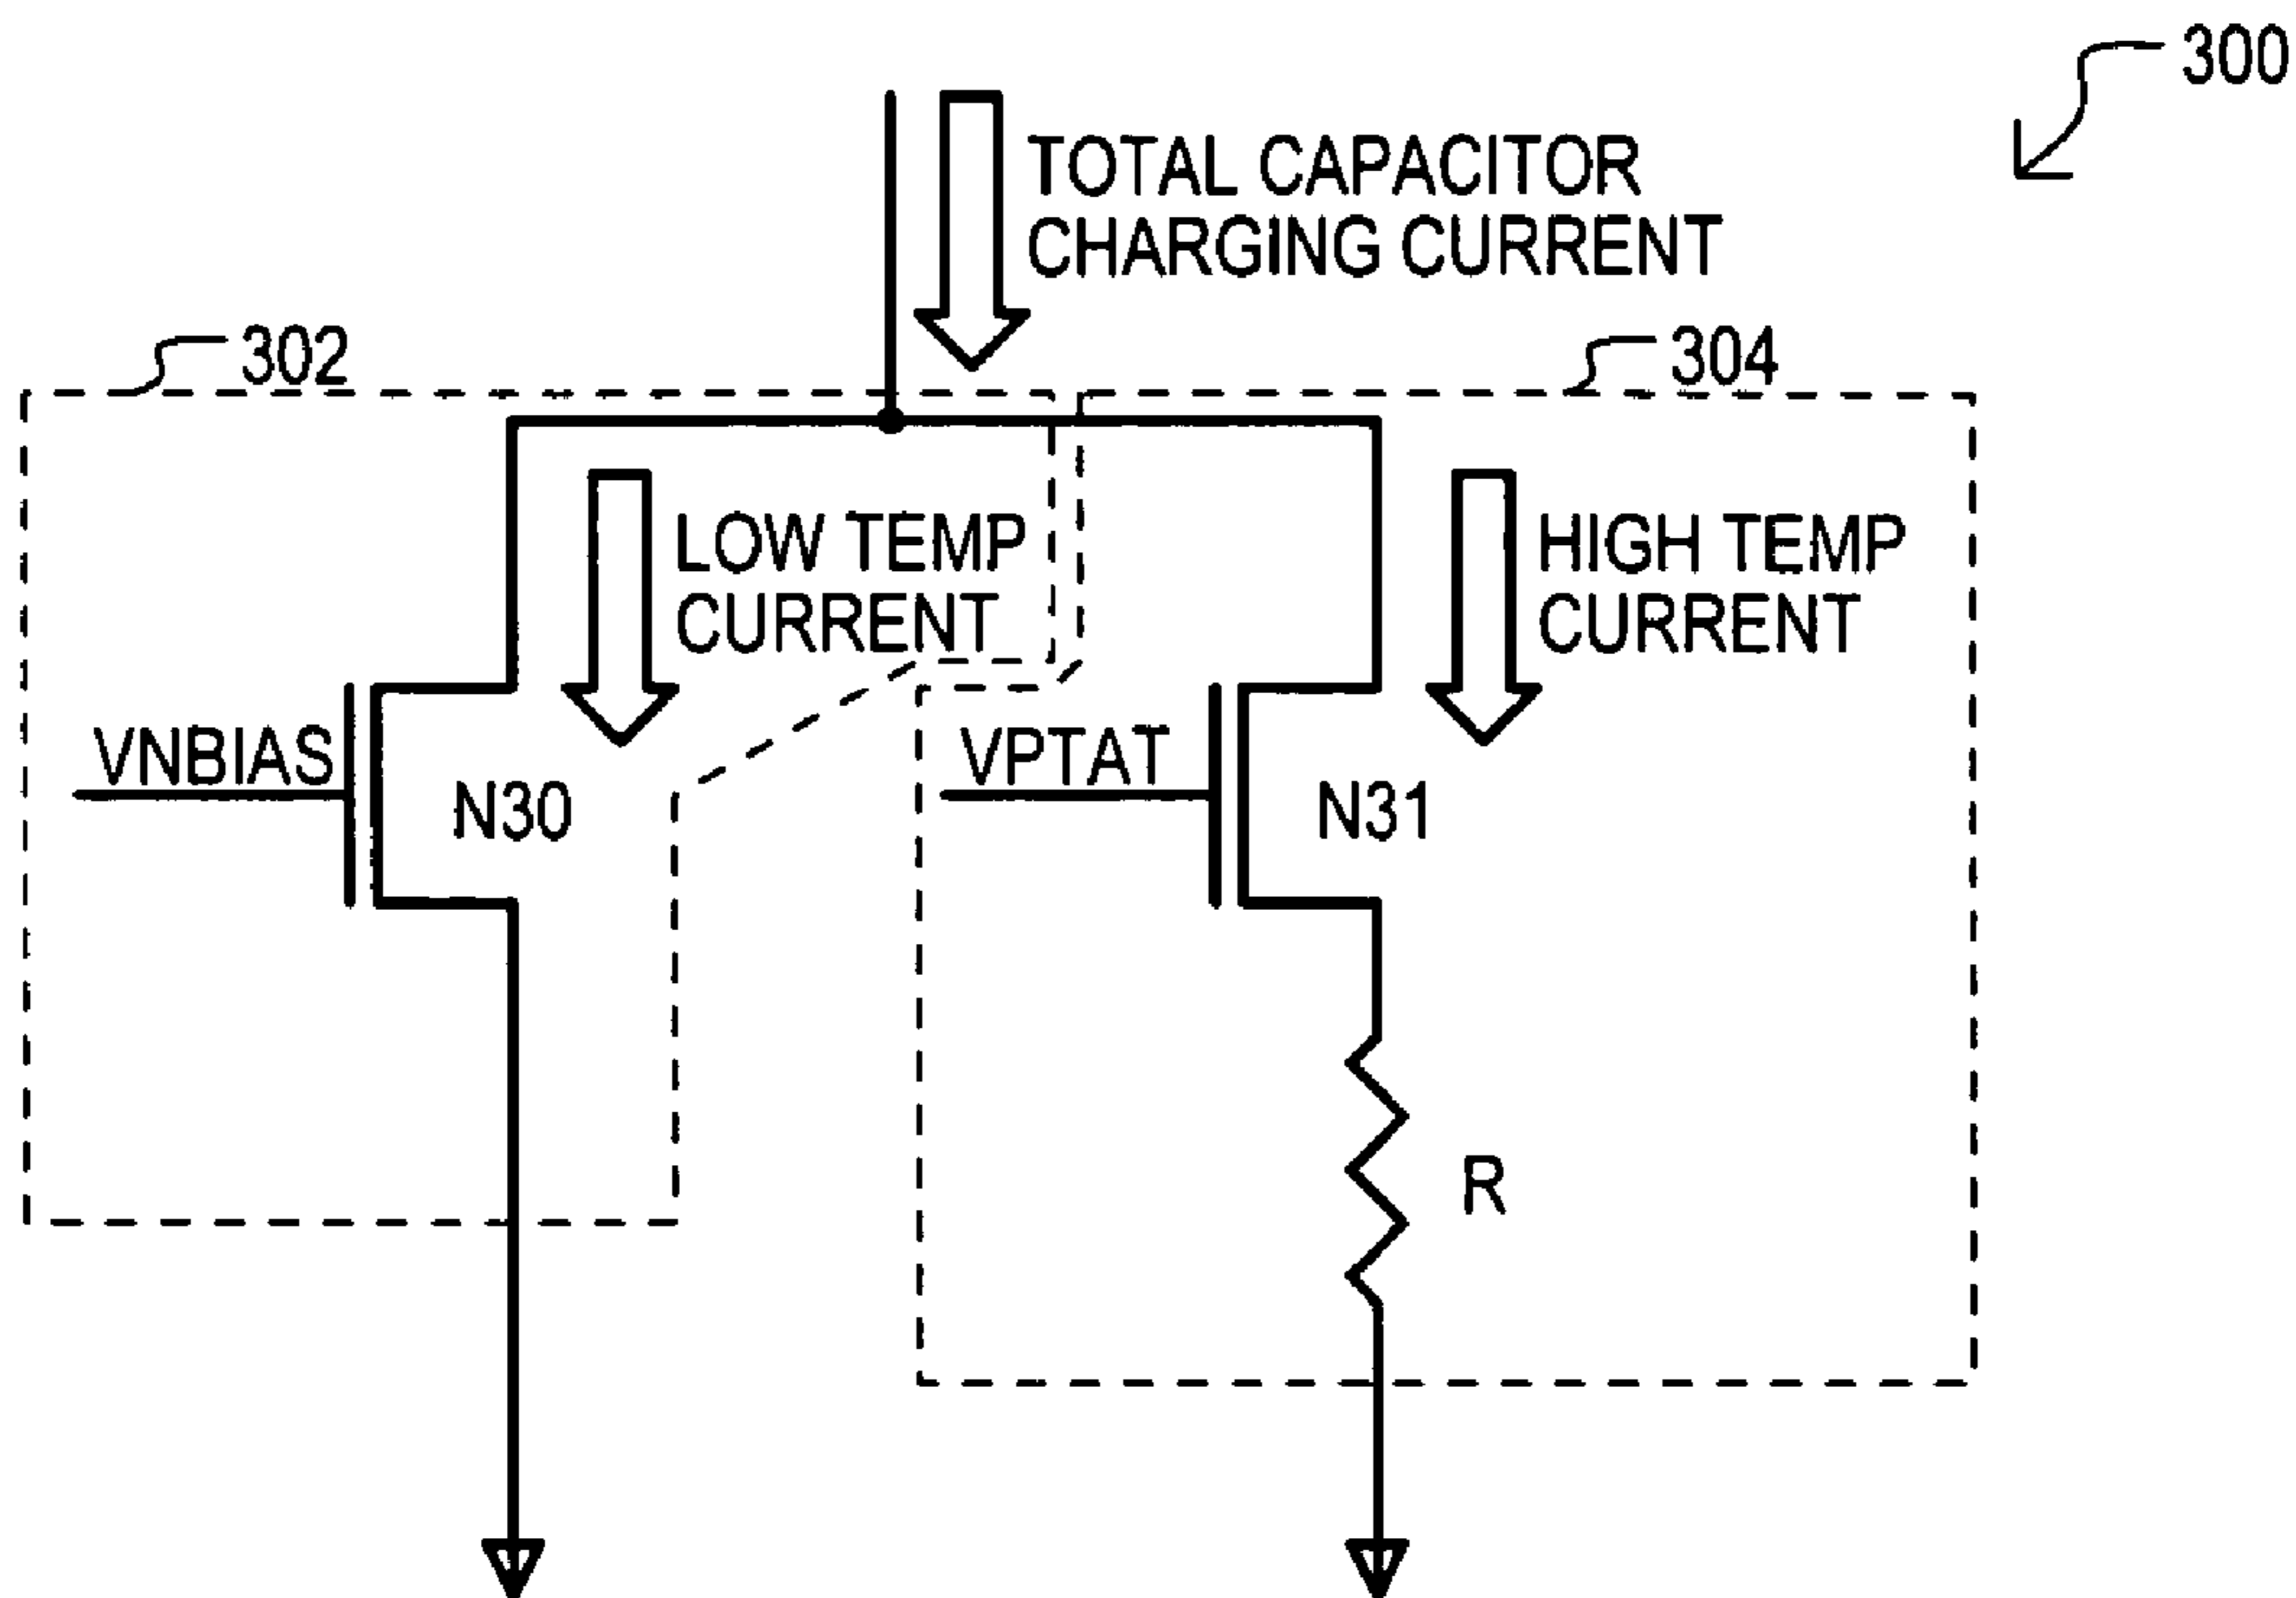 300
TOTAL CAPACITOR
CHARGING CURRENT
302
304
LOW TEMP
CURRENT
HIGH TEMP
CURRENT
VNBIAS
N30
VPTAT
N31
R